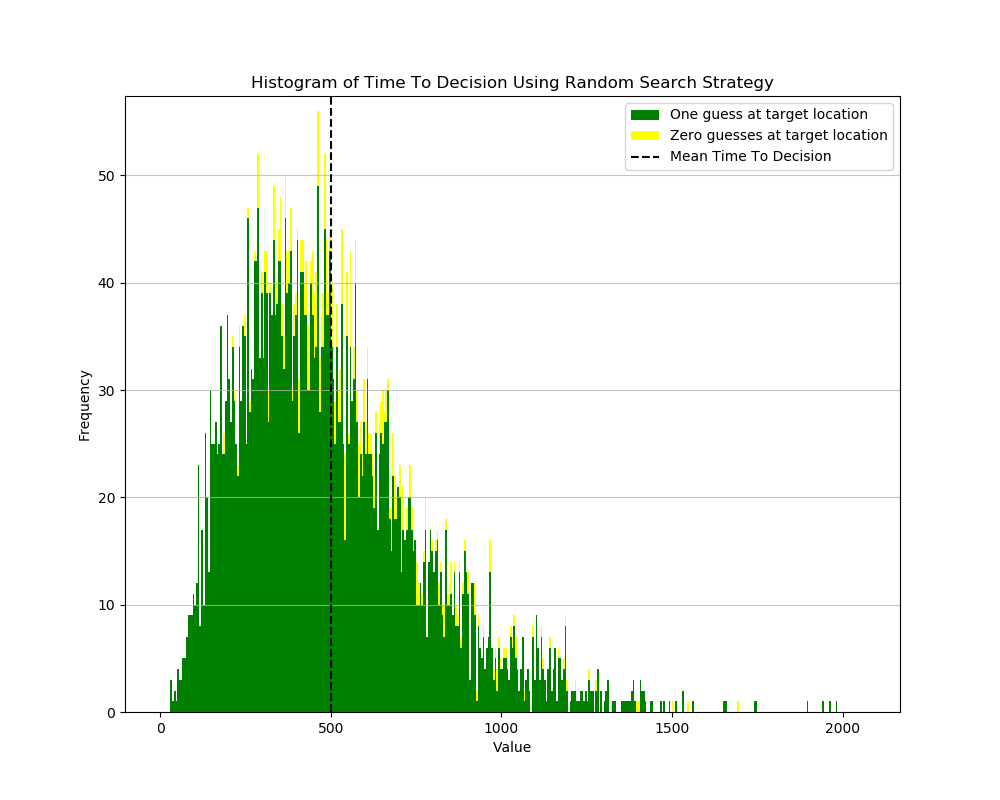 Histogram of Time To Decision Using Random Search Strategy
One guess at target location
Zero guesses at target location
Mean Time To Decision
50
40
30
20
10
0
Frequency
0 500 1000 1500 2000
Value